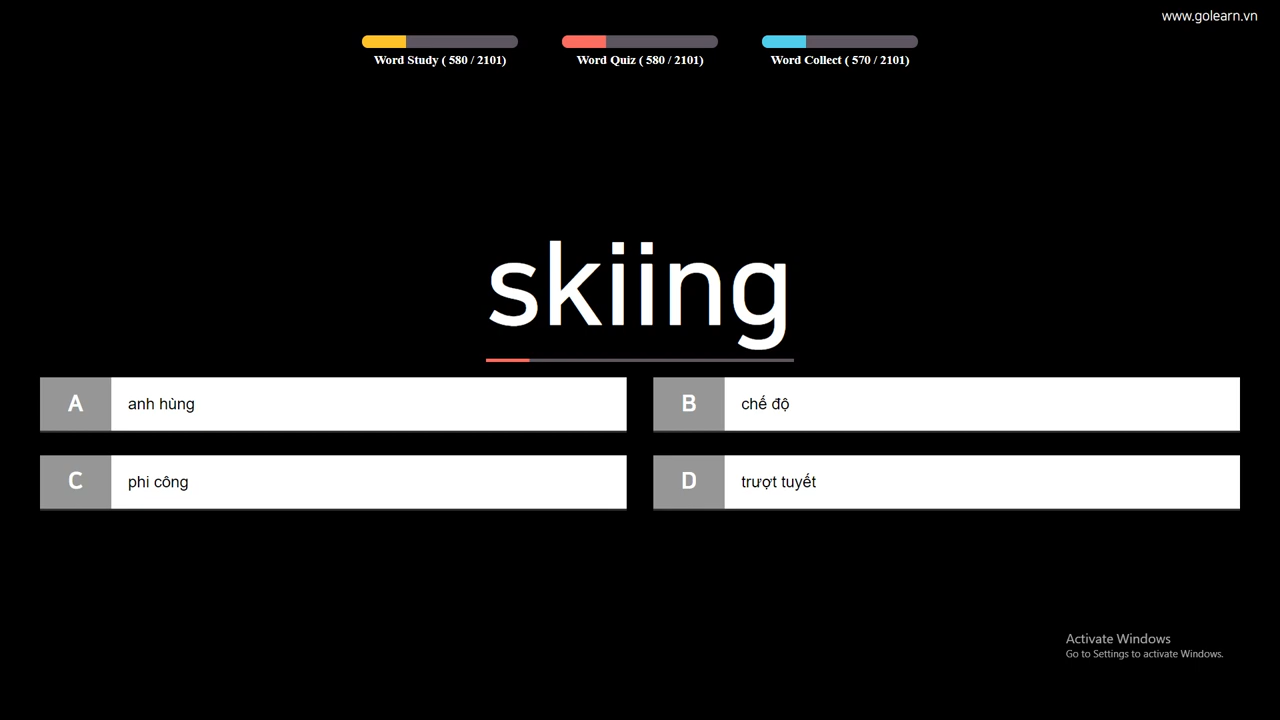 www.golearn.vn
Word Study ( 580 / 2101)
Word Quiz ( 580 / 2101)
Word Collect ( 570 / 2101)
skiing
A anh hùng
B chế độ
C phi công
D trượt tuyết
Activate Windows
Go to Settings to activate Windows.